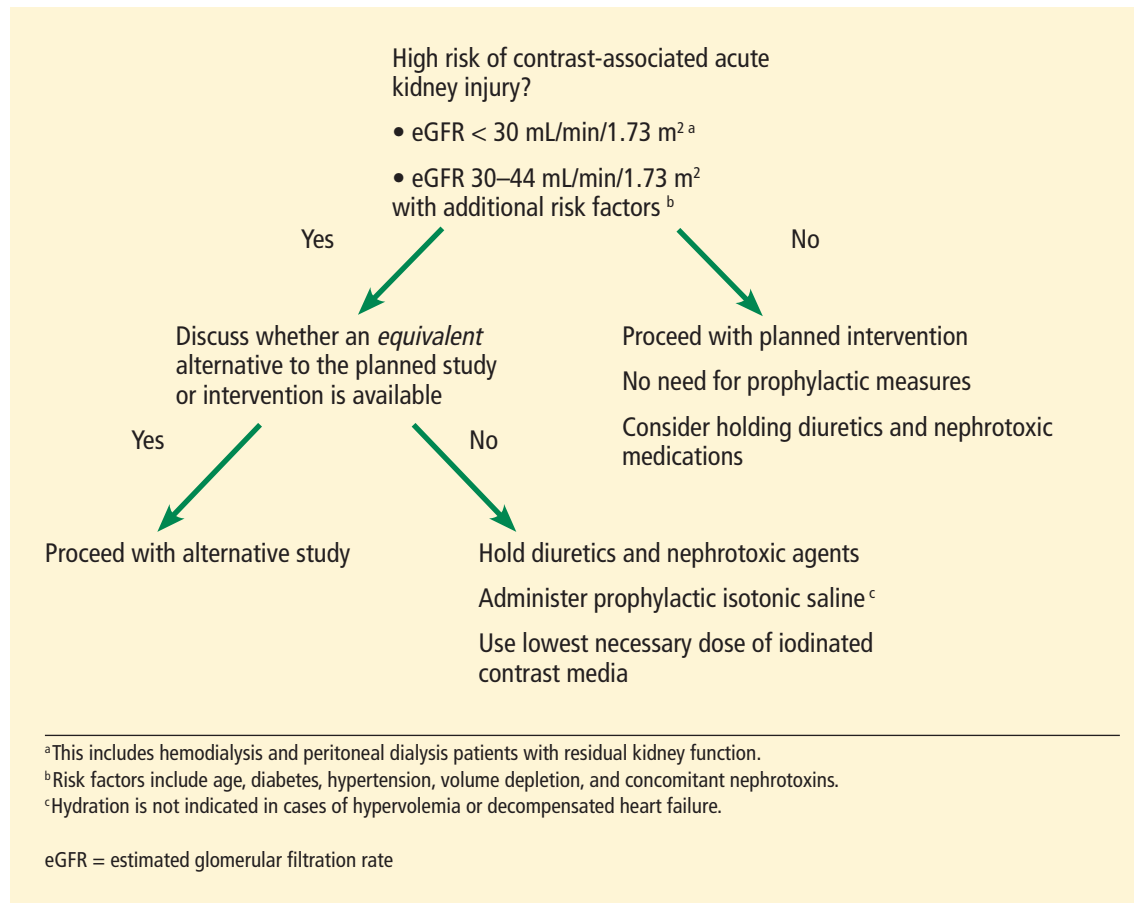 High risk of contrast-associated acute
kidney injury?
• eGFR < 30 mL/min/1.73 m² ᵃ
• eGFR 30–44 mL/min/1.73 m²
with additional risk factors ᵇ
Yes
No
Discuss whether an equivalent
alternative to the planned study
or intervention is available
Proceed with planned intervention
No need for prophylactic measures
Consider holding diuretics and nephrotoxic
medications
Yes
No
Proceed with alternative study
Hold diuretics and nephrotoxic agents
Administer prophylactic isotonic saline ᶜ
Use lowest necessary dose of iodinated
contrast media
ᵃ This includes hemodialysis and peritoneal dialysis patients with residual kidney function.
ᵇ Risk factors include age, diabetes, hypertension, volume depletion, and concomitant nephrotoxins.
ᶜ Hydration is not indicated in cases of hypervolemia or decompensated heart failure.
eGFR = estimated glomerular filtration rate